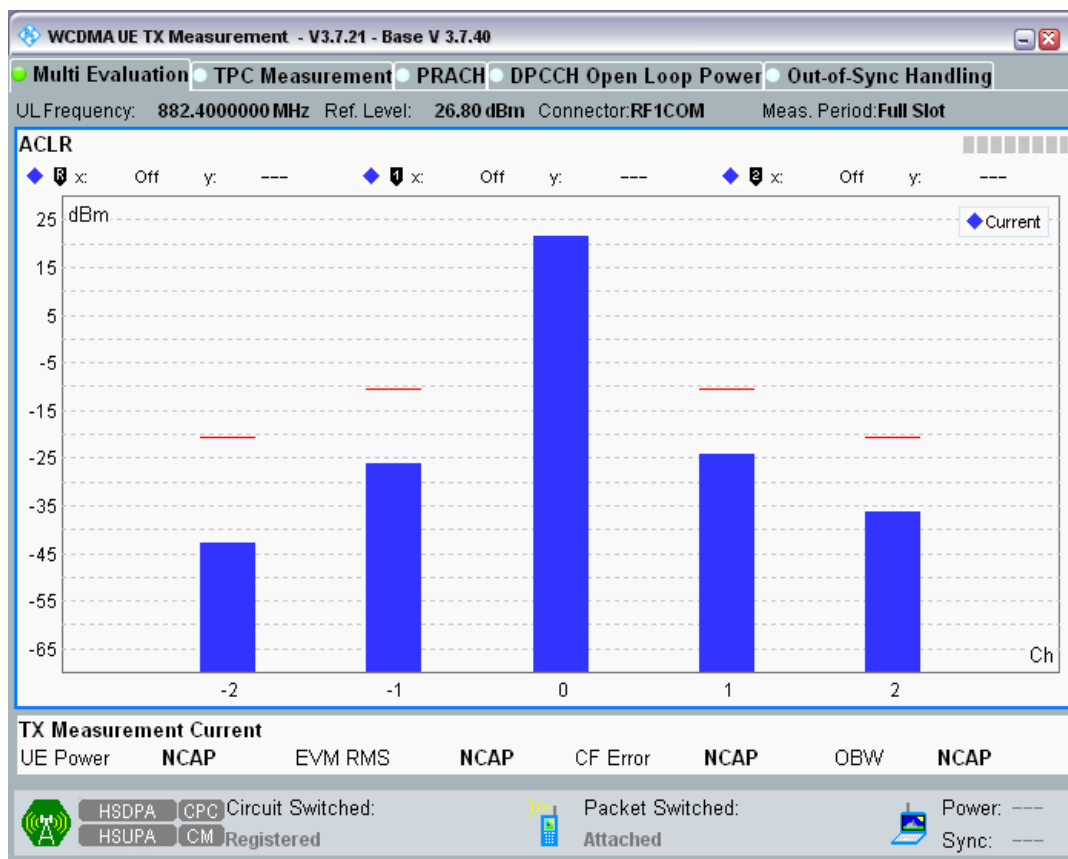 WCDMA UE TX Measurement - V3.7.21 - Base V 3.7.40
Multi Evaluation TPC Measurement PRACH DPCCH Open Loop Power Out-of-Sync Handling
UL Frequency: 882.4000000 MHz Ref. Level: 26.80 dBm Connector:RF1COM Meas. Period:Full Slot
ACLR
R x: Off y: --- 1 x: Off y: --- 2 x: Off y: ---
dBm
Current
25
15
5
-5
-15
-25
-35
-45
-55
-65
Ch
-2 -1 0 1 2
TX Measurement Current
UE Power NCAP EVM RMS NCAP CF Error NCAP OBW NCAP
HSDPA CPC Circuit Switched: Packet Switched: Power: ---
HSUPA CM Registered Attached Sync: ---